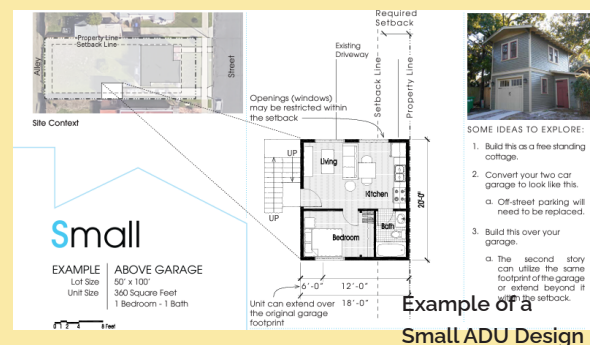 Property Line
Setback Line
Alley
Street
Site Context
Required
Setback
Existing
Driveway
Setback Line
Property Line
Openings (windows)
may be restricted within
the setback
UP
Living
Kitchen
UP
Bath
Bedroom
20'-0"
6'-0" 12'-0"
18'-0"
Unit can extend over
the original garage
footprint
Small
EXAMPLE | ABOVE GARAGE
Lot Size | 50' x 100'
Unit Size | 360 Square Feet
1 Bedroom - 1 Bath
0 1 2 4 8 Feet
SOME IDEAS TO EXPLORE:
1. Build this as a free standing
cottage.
2. Convert your two car
garage to look like this.
a. Off-street parking will
need to be replaced.
3. Build this over your
garage.
a. The second story
can utilize the same
footprint of the garage
or extend beyond it
within the setback.
Example of a
Small ADU Design